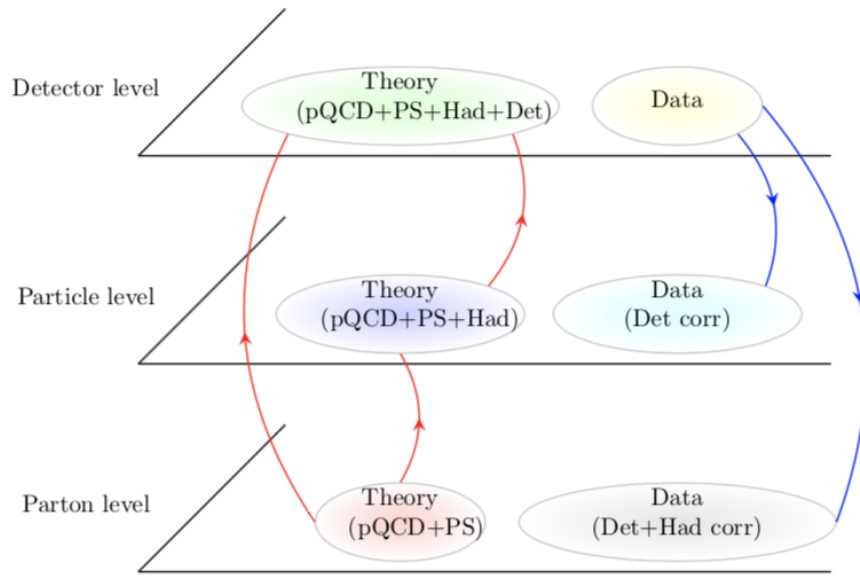 Detector level
Theory
(pQCD+PS+Had+Det)
Data
Particle level
Theory
(pQCD+PS+Had)
Data
(Det corr)
Parton level
Theory
(pQCD+PS)
Data
(Det+Had corr)